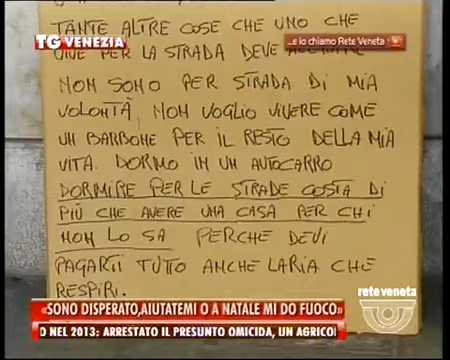 TANTE ALTRE COSE CHE UNO CHE
TG VENEZIA
...e io chiamo Rete Veneta
VIVE PER LA STRADA DEVE
NON SONO PER STRADA DI MIA
VOLONTÀ, NON VOGLIO VIVERE COME
UN BARBONE PER IL RESTO DELLA MIA
VITA. DORMO IN UN AUTOCARRO
DORMIRE PER LE STRADE COSTA DI
PIÙ CHE AVERE UNA CASA PER CHI
NON LO SA PERCHE DEVI
PAGARTI TUTTO ANCHE LARIA CHE
RESPIRI.
reteveneta
«SONO DISPERATO,AIUTATEMI O A NATALE MI DO FUOCO»
O NEL 2013: ARRESTATO IL PRESUNTO OMICIDA, UN AGRICO